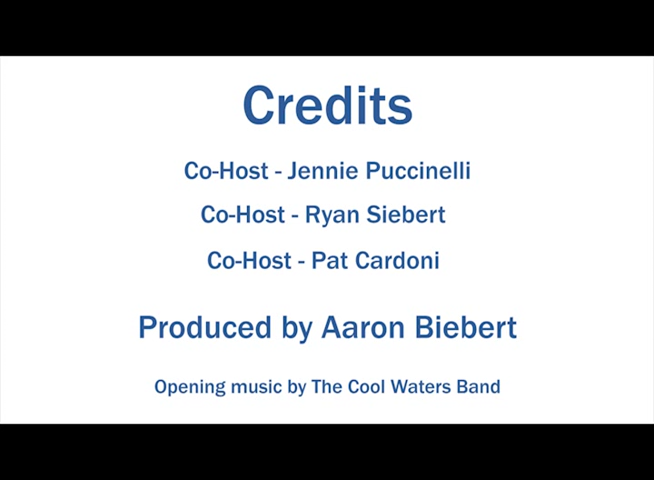 Credits
Co-Host - Jennie Puccinelli
Co-Host - Ryan Siebert
Co-Host - Pat Cardoni
Produced by Aaron Biebert
Opening music by The Cool Waters Band